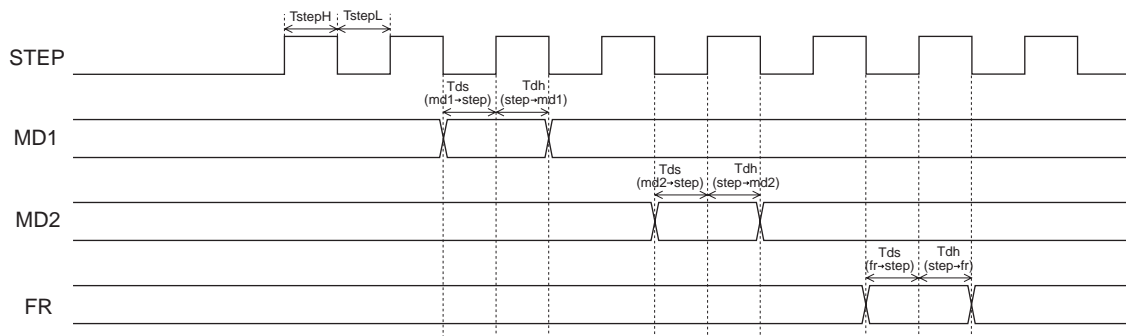 TstepH TstepL
STEP
Tds Tdh
(md1→step) (step→md1)
MD1
Tds Tdh
(md2→step) (step→md2)
MD2
Tds Tdh
(fr→step) (step→fr)
FR